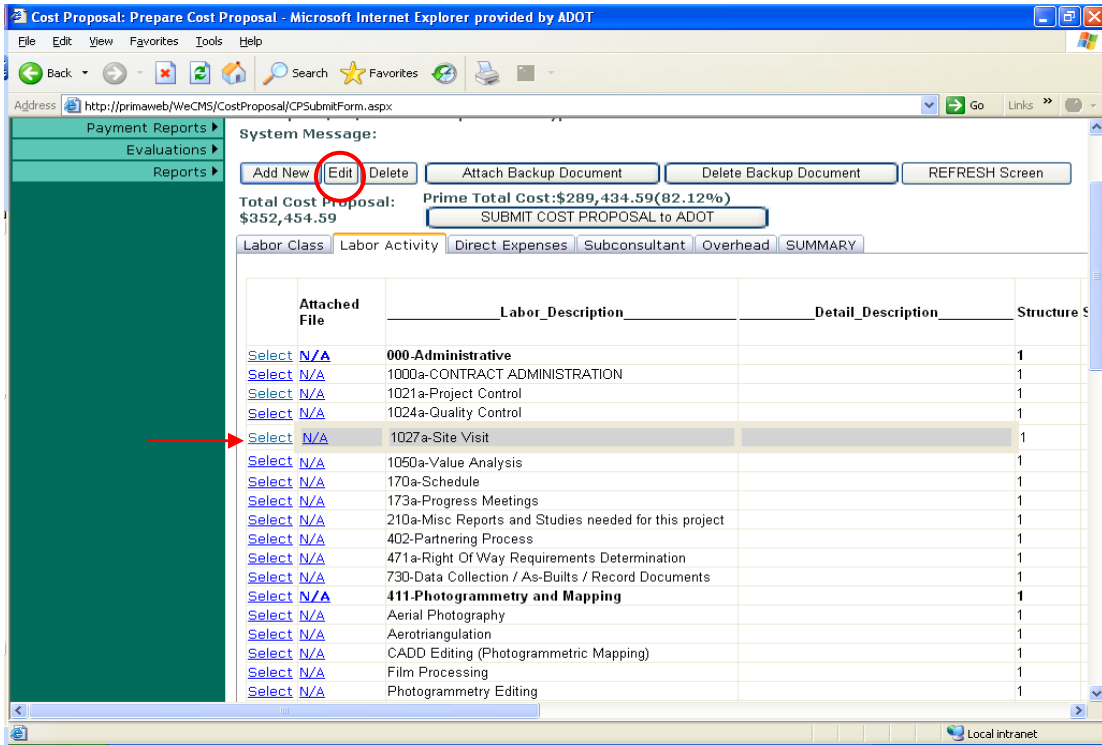 Cost Proposal: Prepare Cost Proposal - Microsoft Internet Explorer provided by ADOT
File Edit View Favorites Tools Help
Back Search Favorites
Address http://primaweb/WeCMS/CostProposal/CPSubmitForm.aspx Go Links »
Payment Reports
Evaluations
Reports
System Message:
Add New Edit Delete Attach Backup Document Delete Backup Document REFRESH Screen
Total Cost Proposal: $352,454.59
Prime Total Cost:$289,434.59(82.12%)
SUBMIT COST PROPOSAL to ADOT
Labor Class Labor Activity Direct Expenses Subconsultant Overhead SUMMARY
Attached File Labor_Description Detail_Description Structure S
Select N/A 000-Administrative 1
Select N/A 1000a-CONTRACT ADMINISTRATION 1
Select N/A 1021a-Project Control 1
Select N/A 1024a-Quality Control 1
Select N/A 1027a-Site Visit 1
Select N/A 1050a-Value Analysis 1
Select N/A 170a-Schedule 1
Select N/A 173a-Progress Meetings 1
Select N/A 210a-Misc Reports and Studies needed for this project 1
Select N/A 402-Partnering Process 1
Select N/A 471a-Right Of Way Requirements Determination 1
Select N/A 730-Data Collection / As-Builts / Record Documents 1
Select N/A 411-Photogrammetry and Mapping 1
Select N/A Aerial Photography 1
Select N/A Aerotriangulation 1
Select N/A CADD Editing (Photogrammetric Mapping) 1
Select N/A Film Processing 1
Select N/A Photogrammetry Editing 1
Local intranet